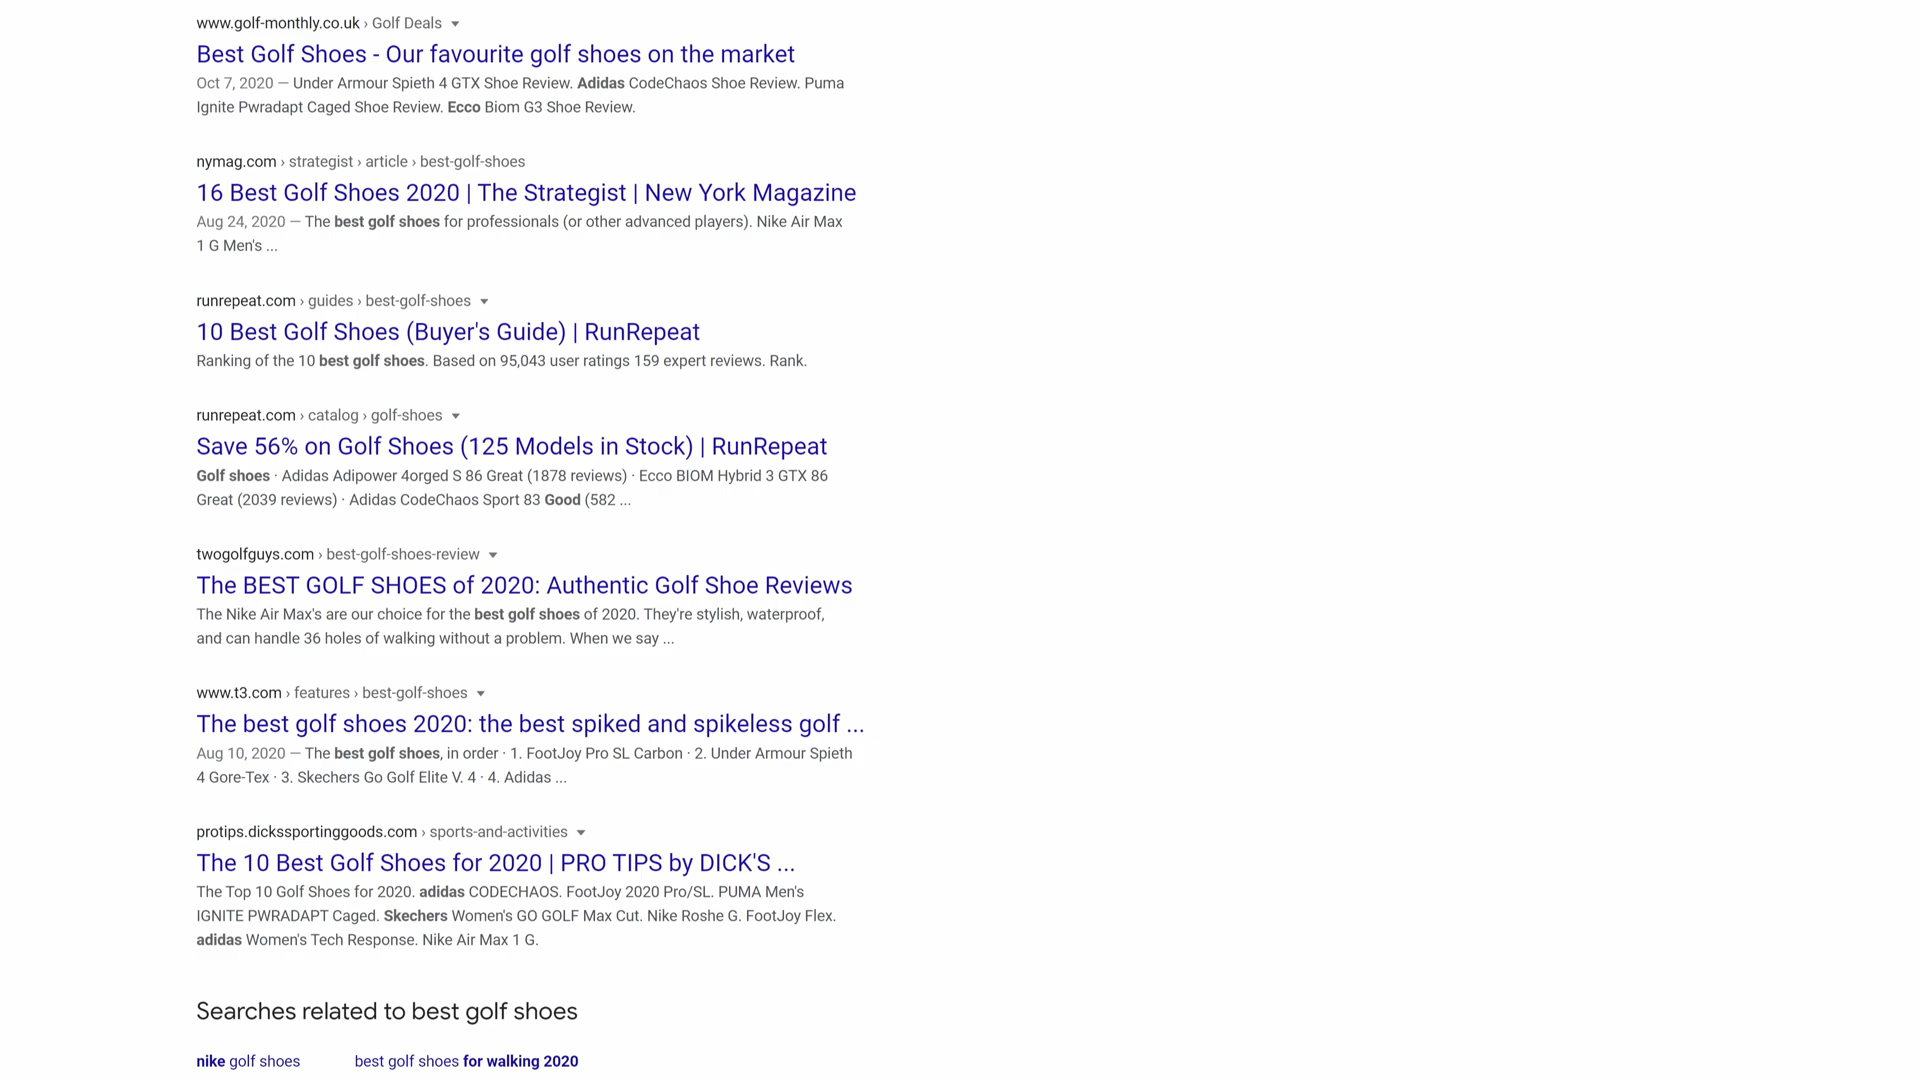 www.golf-monthly.co.uk › Golf Deals
Best Golf Shoes - Our favourite golf shoes on the market
Oct 7, 2020 — Under Armour Spieth 4 GTX Shoe Review. Adidas CodeChaos Shoe Review. Puma
Ignite Pwradapt Caged Shoe Review. Ecco Biom G3 Shoe Review.
nymag.com › strategist › article › best-golf-shoes
16 Best Golf Shoes 2020 | The Strategist | New York Magazine
Aug 24, 2020 — The best golf shoes for professionals (or other advanced players). Nike Air Max
1 G Men's ...
runrepeat.com › guides › best-golf-shoes
10 Best Golf Shoes (Buyer's Guide) | RunRepeat
Ranking of the 10 best golf shoes. Based on 95,043 user ratings 159 expert reviews. Rank.
runrepeat.com › catalog › golf-shoes
Save 56% on Golf Shoes (125 Models in Stock) | RunRepeat
Golf shoes · Adidas Adipower 4orged S 86 Great (1878 reviews) · Ecco BIOM Hybrid 3 GTX 86
Great (2039 reviews) · Adidas CodeChaos Sport 83 Good (582 ...
twogolfguys.com › best-golf-shoes-review
The BEST GOLF SHOES of 2020: Authentic Golf Shoe Reviews
The Nike Air Max's are our choice for the best golf shoes of 2020. They're stylish, waterproof,
and can handle 36 holes of walking without a problem. When we say ...
www.t3.com › features › best-golf-shoes
The best golf shoes 2020: the best spiked and spikeless golf ...
Aug 10, 2020 — The best golf shoes, in order · 1. FootJoy Pro SL Carbon · 2. Under Armour Spieth
4 Gore-Tex · 3. Skechers Go Golf Elite V. 4 · 4. Adidas ...
protips.dickssportinggoods.com › sports-and-activities
The 10 Best Golf Shoes for 2020 | PRO TIPS by DICK'S ...
The Top 10 Golf Shoes for 2020. adidas CODECHAOS. FootJoy 2020 Pro/SL. PUMA Men's
IGNITE PWRADAPT Caged. Skechers Women's GO GOLF Max Cut. Nike Roshe G. FootJoy Flex.
adidas Women's Tech Response. Nike Air Max 1 G.
Searches related to best golf shoes
nike golf shoes
best golf shoes for walking 2020